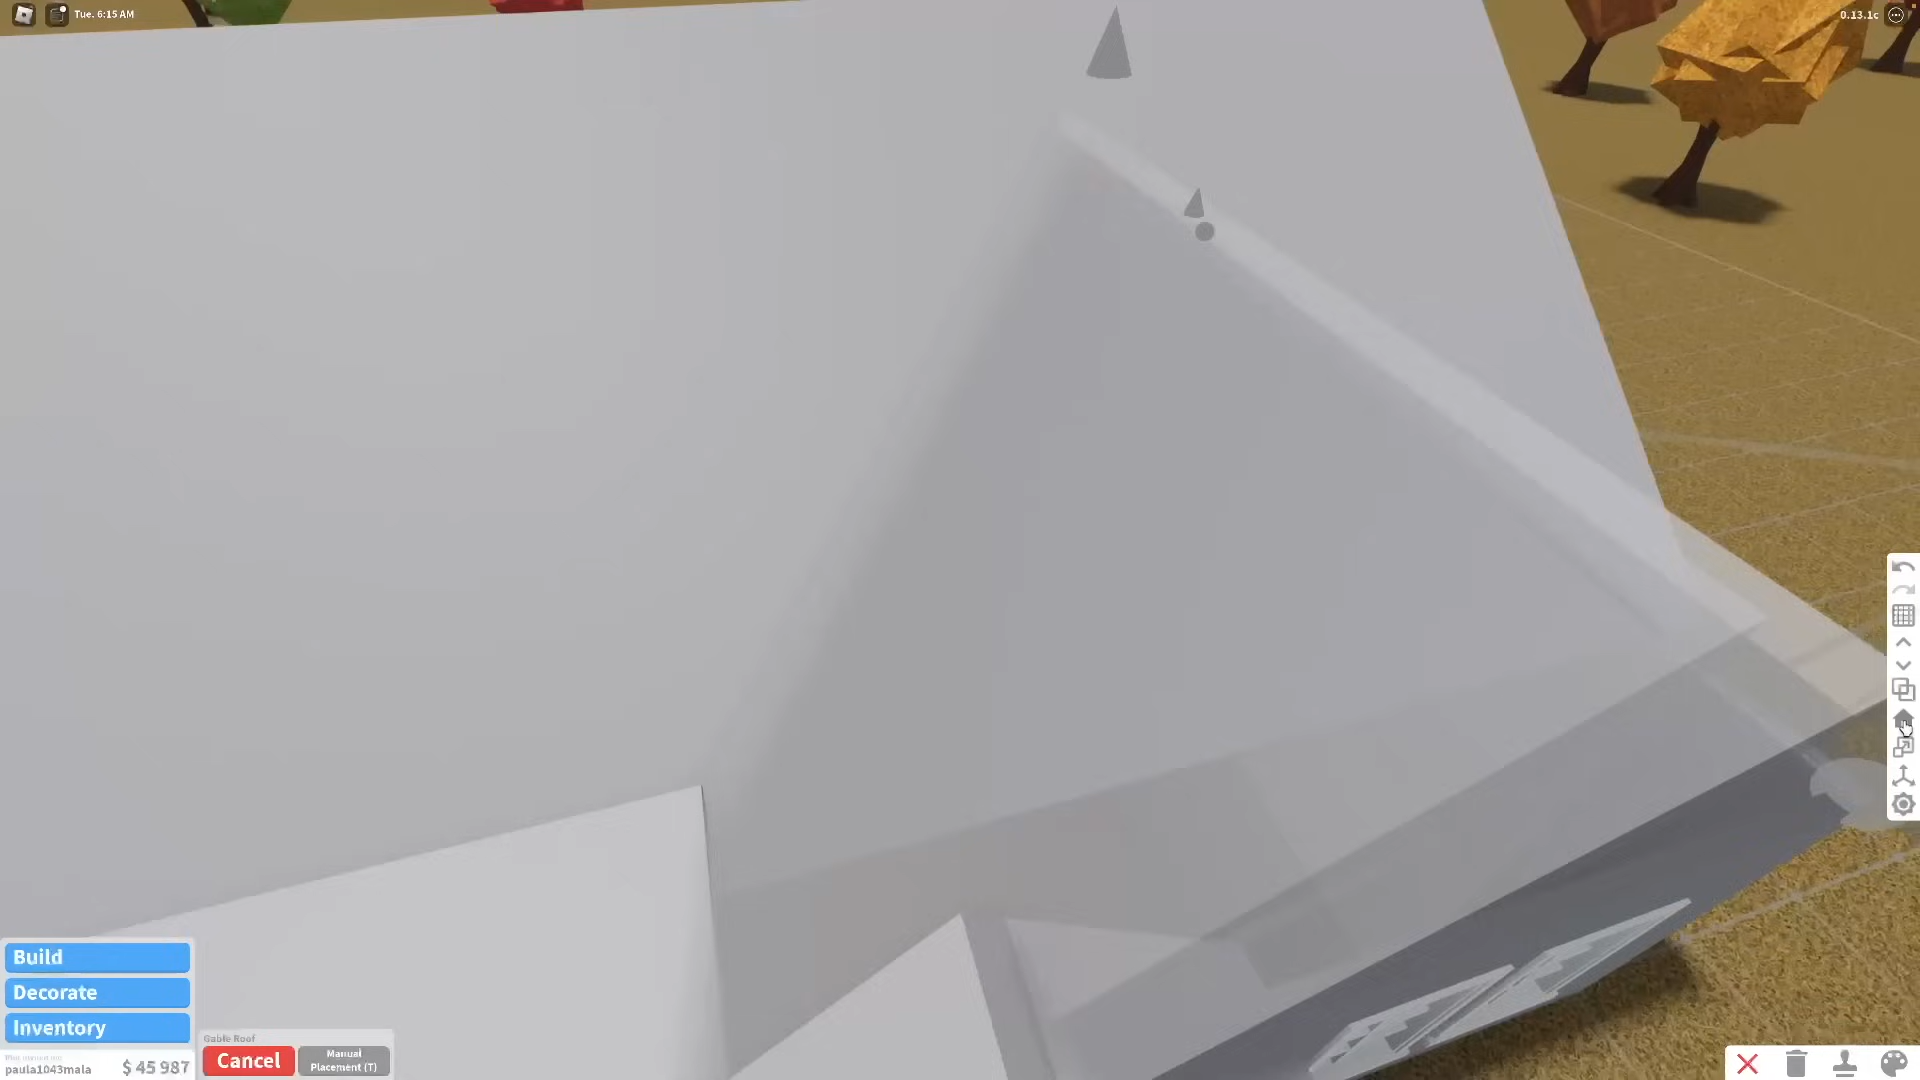 Tue. 6:15 AM
0.13.1c
Build
Decorate
Inventory
Gable Roof
Cancel
Manual
Placement (T)
paula1043mala
$ 45 987